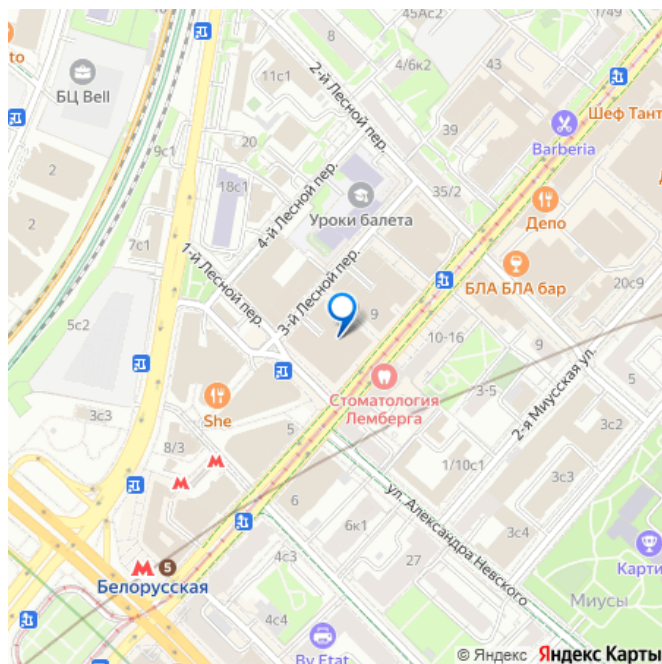 45Ас2
1/49
8
2-й Лесной пер.
4/6к2
43
to
11с1
БЦ Bell
Шеф Тант
39
Barberia
9с1
20
2
18с1
35/2
4-й Лесной пер.
Уроки балета
Депо
7с1
1-й Лесной пер.
3-й Лесной пер.
БЛА БЛА бар
20с9
5с2
9
10-16
9
2-я Миусская ул.
5
She
Стоматология
Лемберга
3-5
3с2
3с3
8/3
5
1/10с1
3с3
6
ул. Александра Невского
6к1
3с4
5
Белорусская
4с3
27
Карти
Миусы
4с4
By Etat
© Яндекс Яндекс Карты